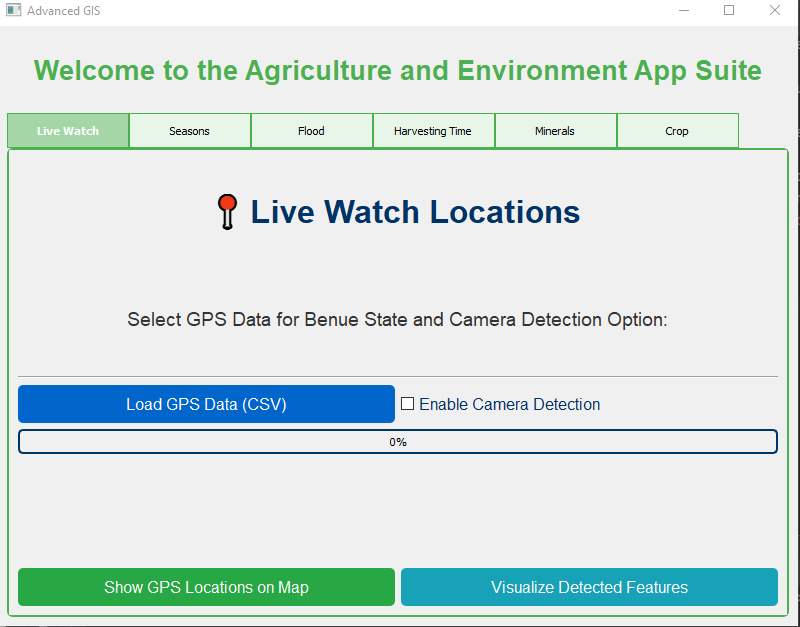 Advanced GIS
Welcome to the Agriculture and Environment App Suite
Live Watch Seasons Flood Harvesting Time Minerals Crop
Live Watch Locations
Select GPS Data for Benue State and Camera Detection Option:
Load GPS Data (CSV) Enable Camera Detection
0%
Show GPS Locations on Map Visualize Detected Features